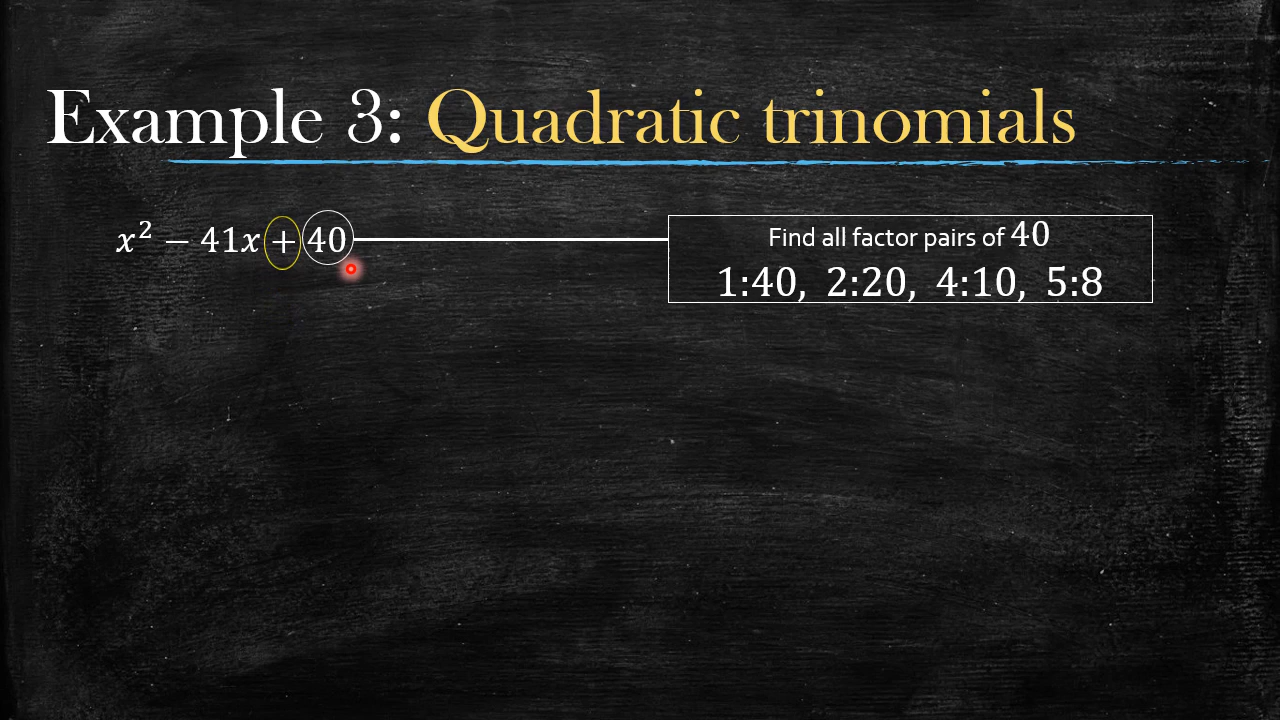 Example 3: Quadratic trinomials
x² − 41x + 40
Find all factor pairs of 40
1:40, 2:20, 4:10, 5:8